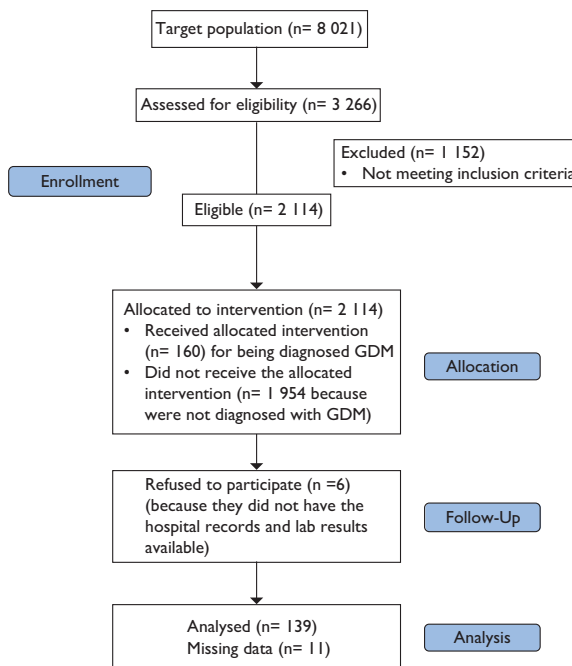 Target population (n= 8 021)
Assessed for eligibility (n= 3 266)
Excluded (n= 1 152)
• Not meeting inclusion criteria
Enrollment
Eligible (n= 2 114)
Allocated to intervention (n= 2 114)
• Received allocated intervention
(n= 160) for being diagnosed GDM
• Did not receive the allocated
intervention (n= 1 954 because
were not diagnosed with GDM)
Allocation
Refused to participate (n =6)
(because they did not have the
hospital records and lab results
available)
Follow-Up
Analysed (n= 139)
Missing data (n= 11)
Analysis